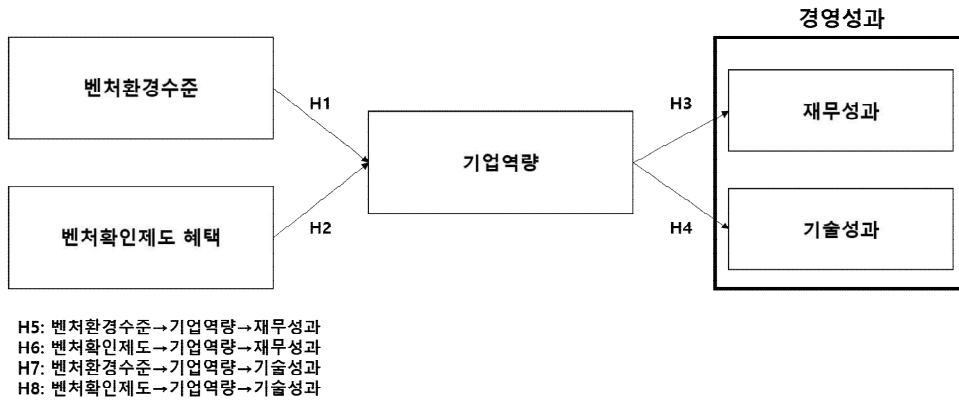 경영성과
벤처환경수준
H1
H3
재무성과
기업역량
벤처확인제도 혜택
H2
H4
기술성과
H5: 벤처환경수준→기업역량→재무성과
H6: 벤처확인제도→기업역량→재무성과
H7: 벤처환경수준→기업역량→기술성과
H8: 벤처확인제도→기업역량→기술성과